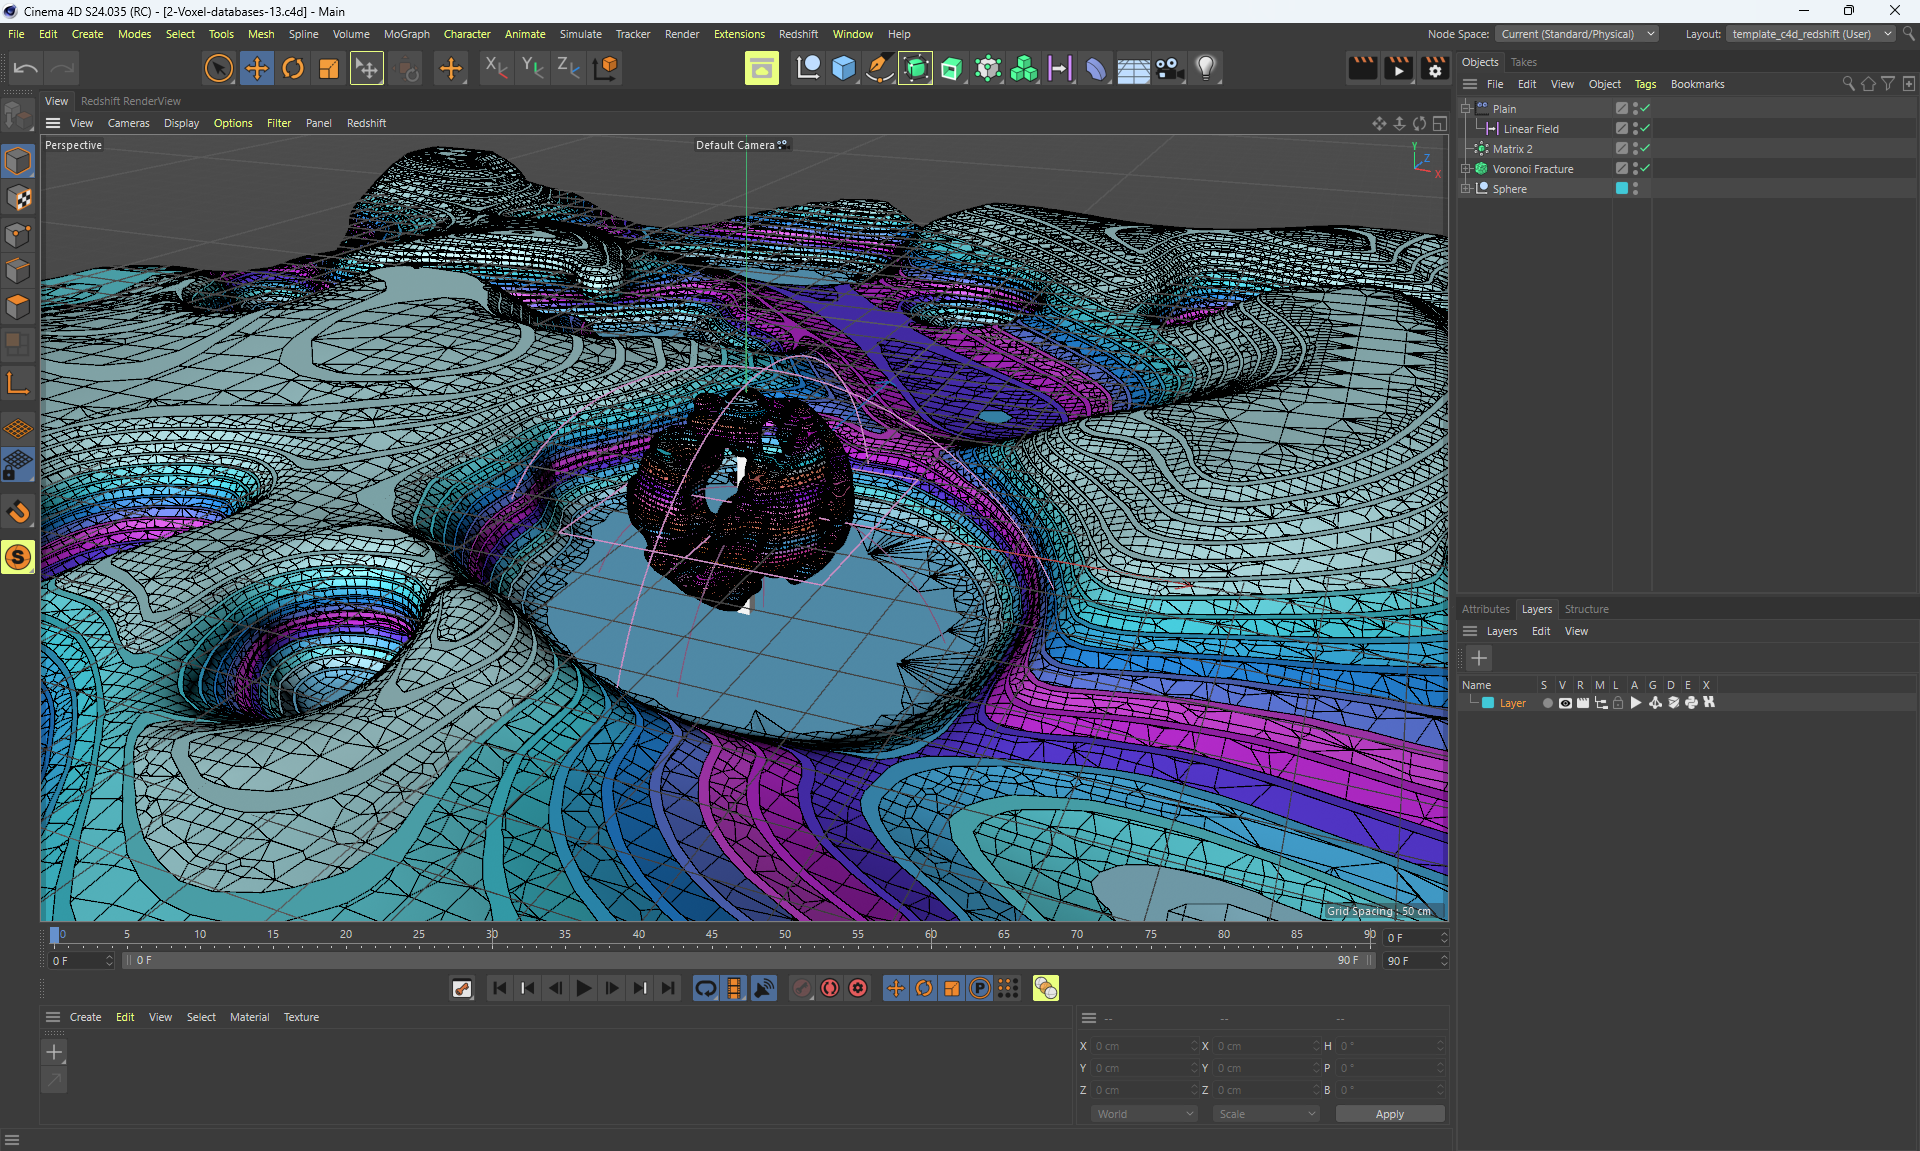 Cinema 4D S24.035 (RC) - [2-Voxel-databases-13.c4d] - Main
File Edit Create Modes Select Tools Mesh Spline Volume MoGraph Character Animate Simulate Tracker Render Extensions Redshift Window Help
Node Space: Current (Standard/Physical) Layout: template_c4d_redshift (User)
X Y Z
Objects Takes
File Edit View Object Tags Bookmarks
View Redshift RenderView
View Cameras Display Options Filter Panel Redshift
Perspective
Default Camera
Y
Z
X
Plain
Linear Field
Matrix 2
Voronoi Fracture
Sphere
S
Attributes Layers Structure
Layers Edit View
Name S V R M L A G D E X
Layer
Grid Spacing : 50 cm
0 5 10 15 20 25 30 35 40 45 50 55 60 65 70 75 80 85 90 0 F
0 F 0 F 90 F 90 F
P
Create Edit View Select Material Texture
-- -- --
X 0 cm X 0 cm H 0 °
Y 0 cm Y 0 cm P 0 °
Z 0 cm Z 0 cm B 0 °
World Scale Apply